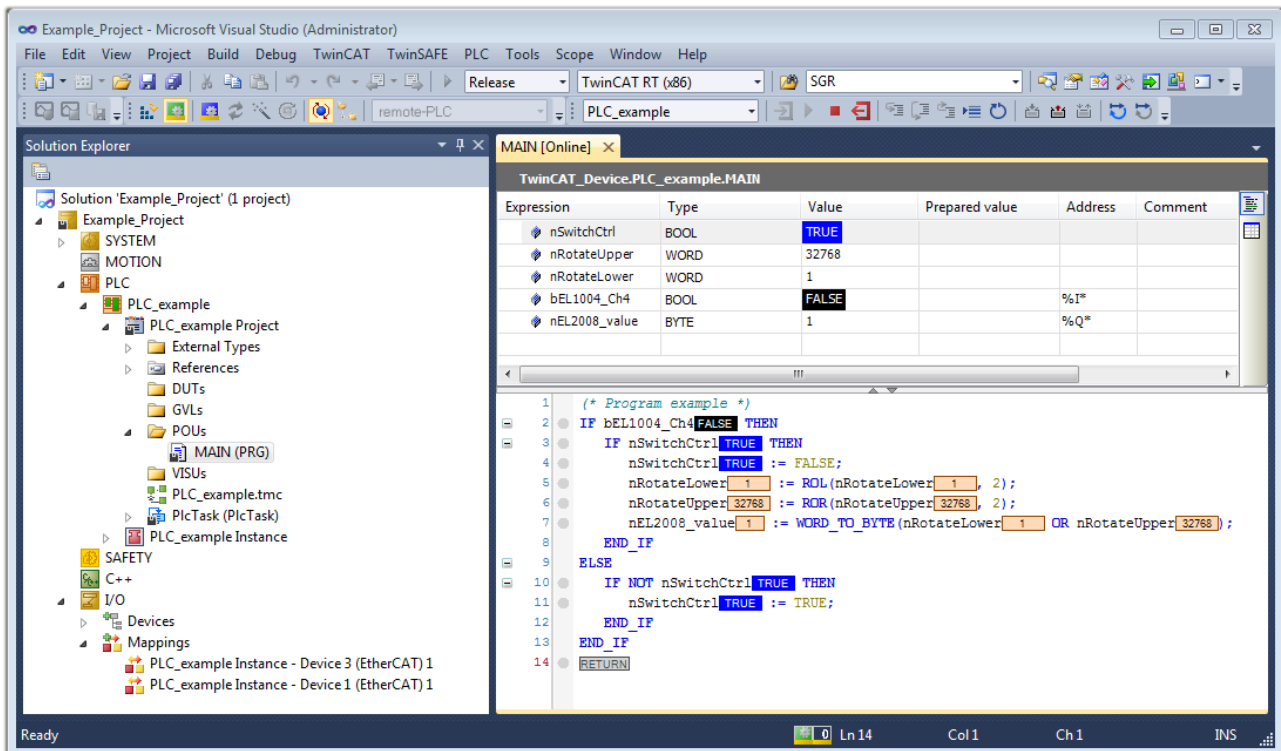 Example_Project - Microsoft Visual Studio (Administrator)
File Edit View Project Build Debug TwinCAT TwinSAFE PLC Tools Scope Window Help
Release TwinCAT RT (x86) SGR
remote-PLC PLC_example
Solution Explorer
Solution 'Example_Project' (1 project)
Example_Project
SYSTEM
MOTION
PLC
PLC_example
PLC_example Project
External Types
References
DUTs
GVLs
POUs
MAIN (PRG)
VISUs
PLC_example.tmc
PlcTask (PlcTask)
PLC_example Instance
SAFETY
C++
I/O
Devices
Mappings
PLC_example Instance - Device 3 (EtherCAT) 1
PLC_example Instance - Device 1 (EtherCAT) 1
MAIN [Online]
TwinCAT_Device.PLC_example.MAIN
Expression Type Value Prepared value Address Comment
nSwitchCtrl BOOL TRUE
nRotateUpper WORD 32768
nRotateLower WORD 1
bEL1004_Ch4 BOOL FALSE %I*
nEL2008_value BYTE 1 %Q*
1 (* Program example *)
2 IF bEL1004_Ch4 FALSE THEN
3 IF nSwitchCtrl TRUE THEN
4 nSwitchCtrl TRUE := FALSE;
5 nRotateLower 1 := ROL(nRotateLower 1 , 2);
6 nRotateUpper 32768 := ROR(nRotateUpper 32768 , 2);
7 nEL2008_value 1 := WORD_TO_BYTE(nRotateLower 1 OR nRotateUpper 32768 );
8 END_IF
9 ELSE
10 IF NOT nSwitchCtrl TRUE THEN
11 nSwitchCtrl TRUE := TRUE;
12 END_IF
13 END_IF
14 RETURN
Ready 0 Ln 14 Col 1 Ch 1 INS